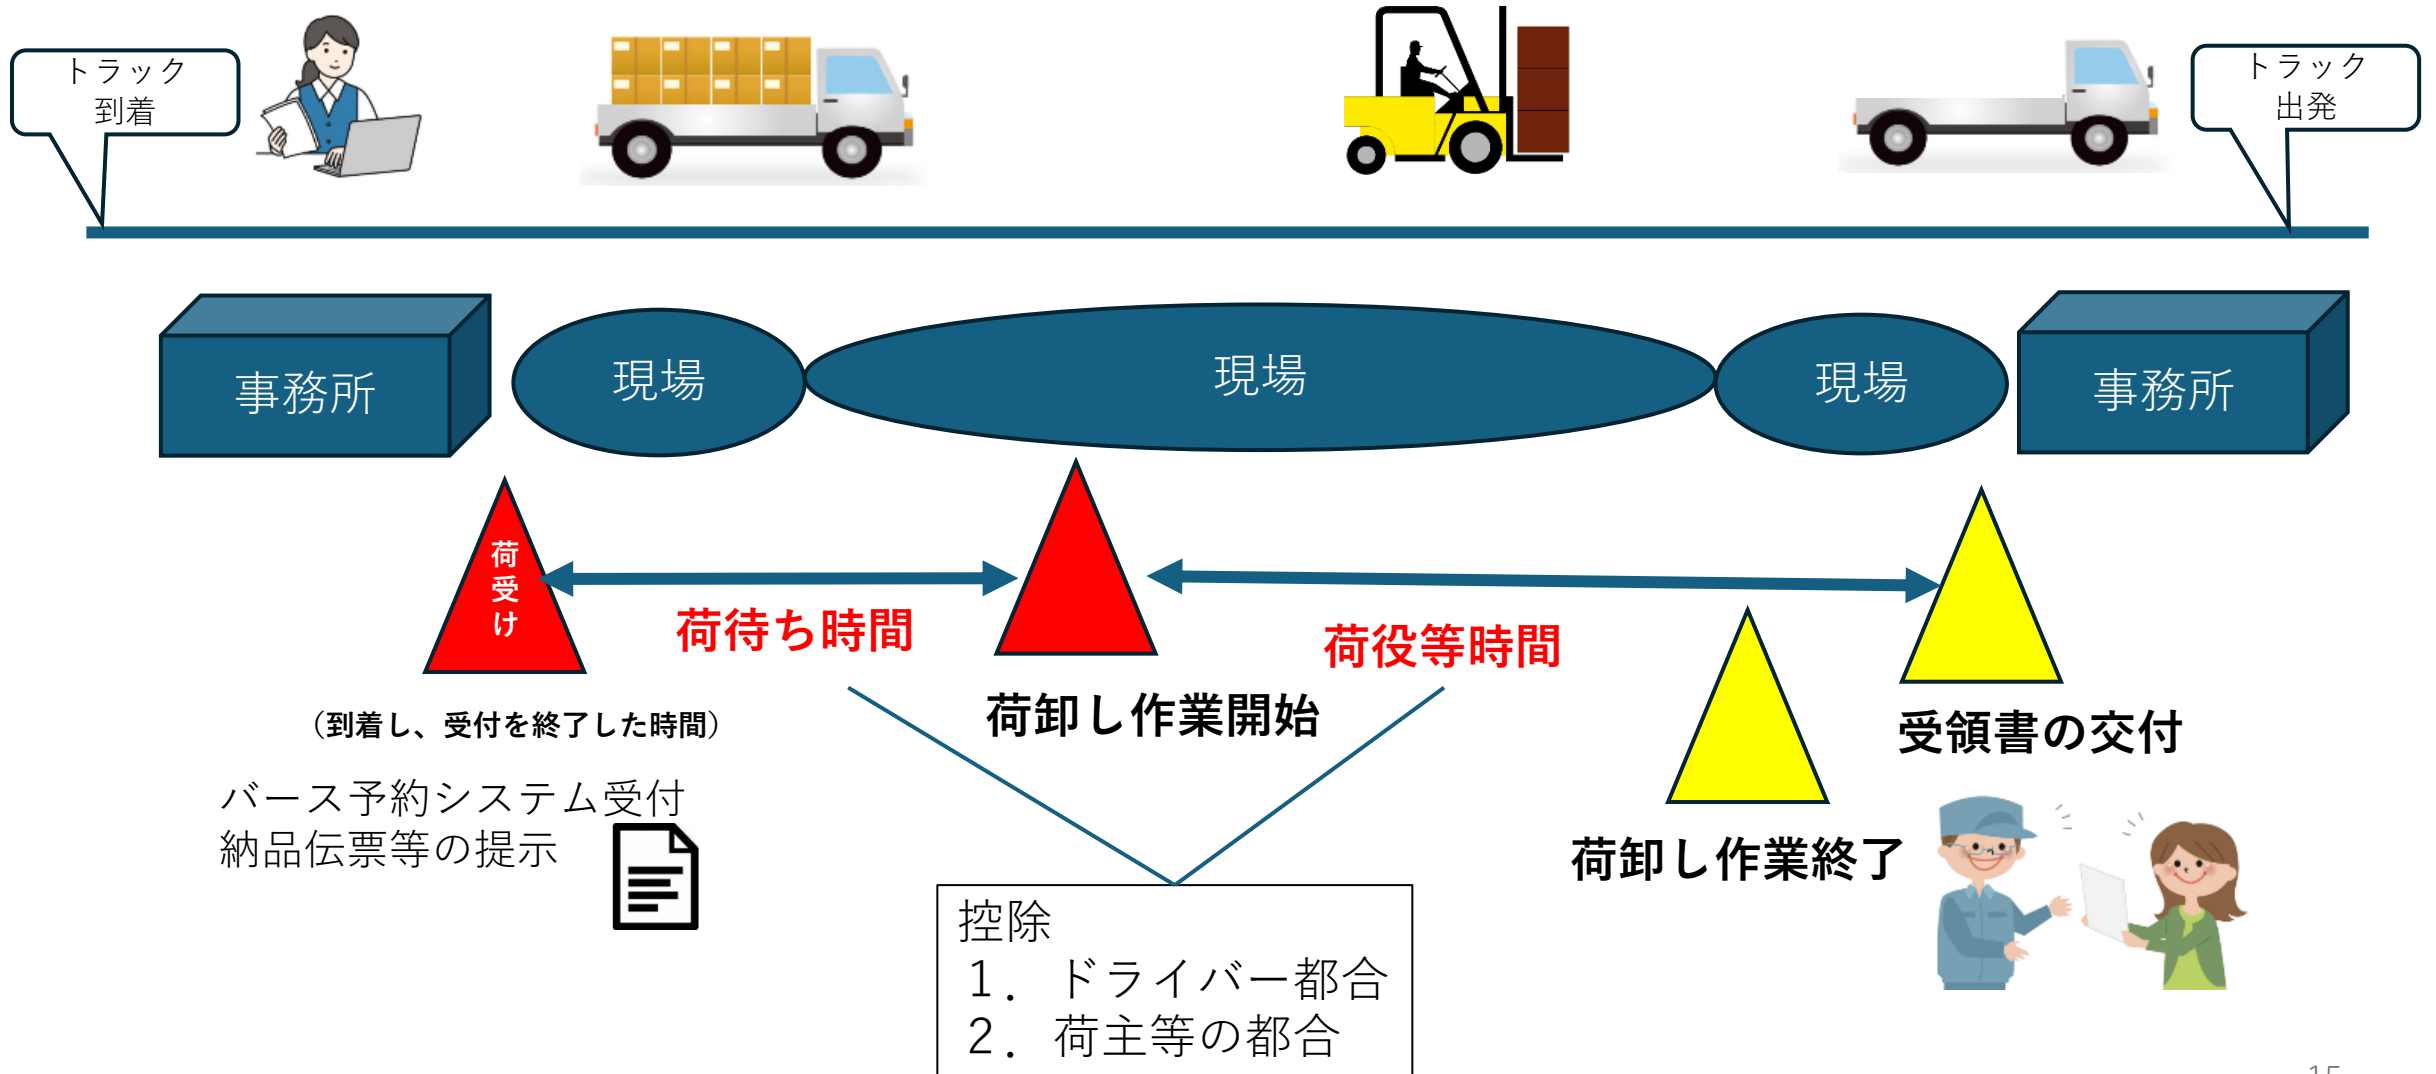 トラック
到着
トラック
出発
事務所
現場
現場
現場
事務所
荷
受
け
荷待ち時間
荷役等時間
（到着し、受付を終了した時間）
荷卸し作業開始
受領書の交付
バース予約システム受付
納品伝票等の提示
荷卸し作業終了
控除
１．ドライバー都合
２．荷主等の都合